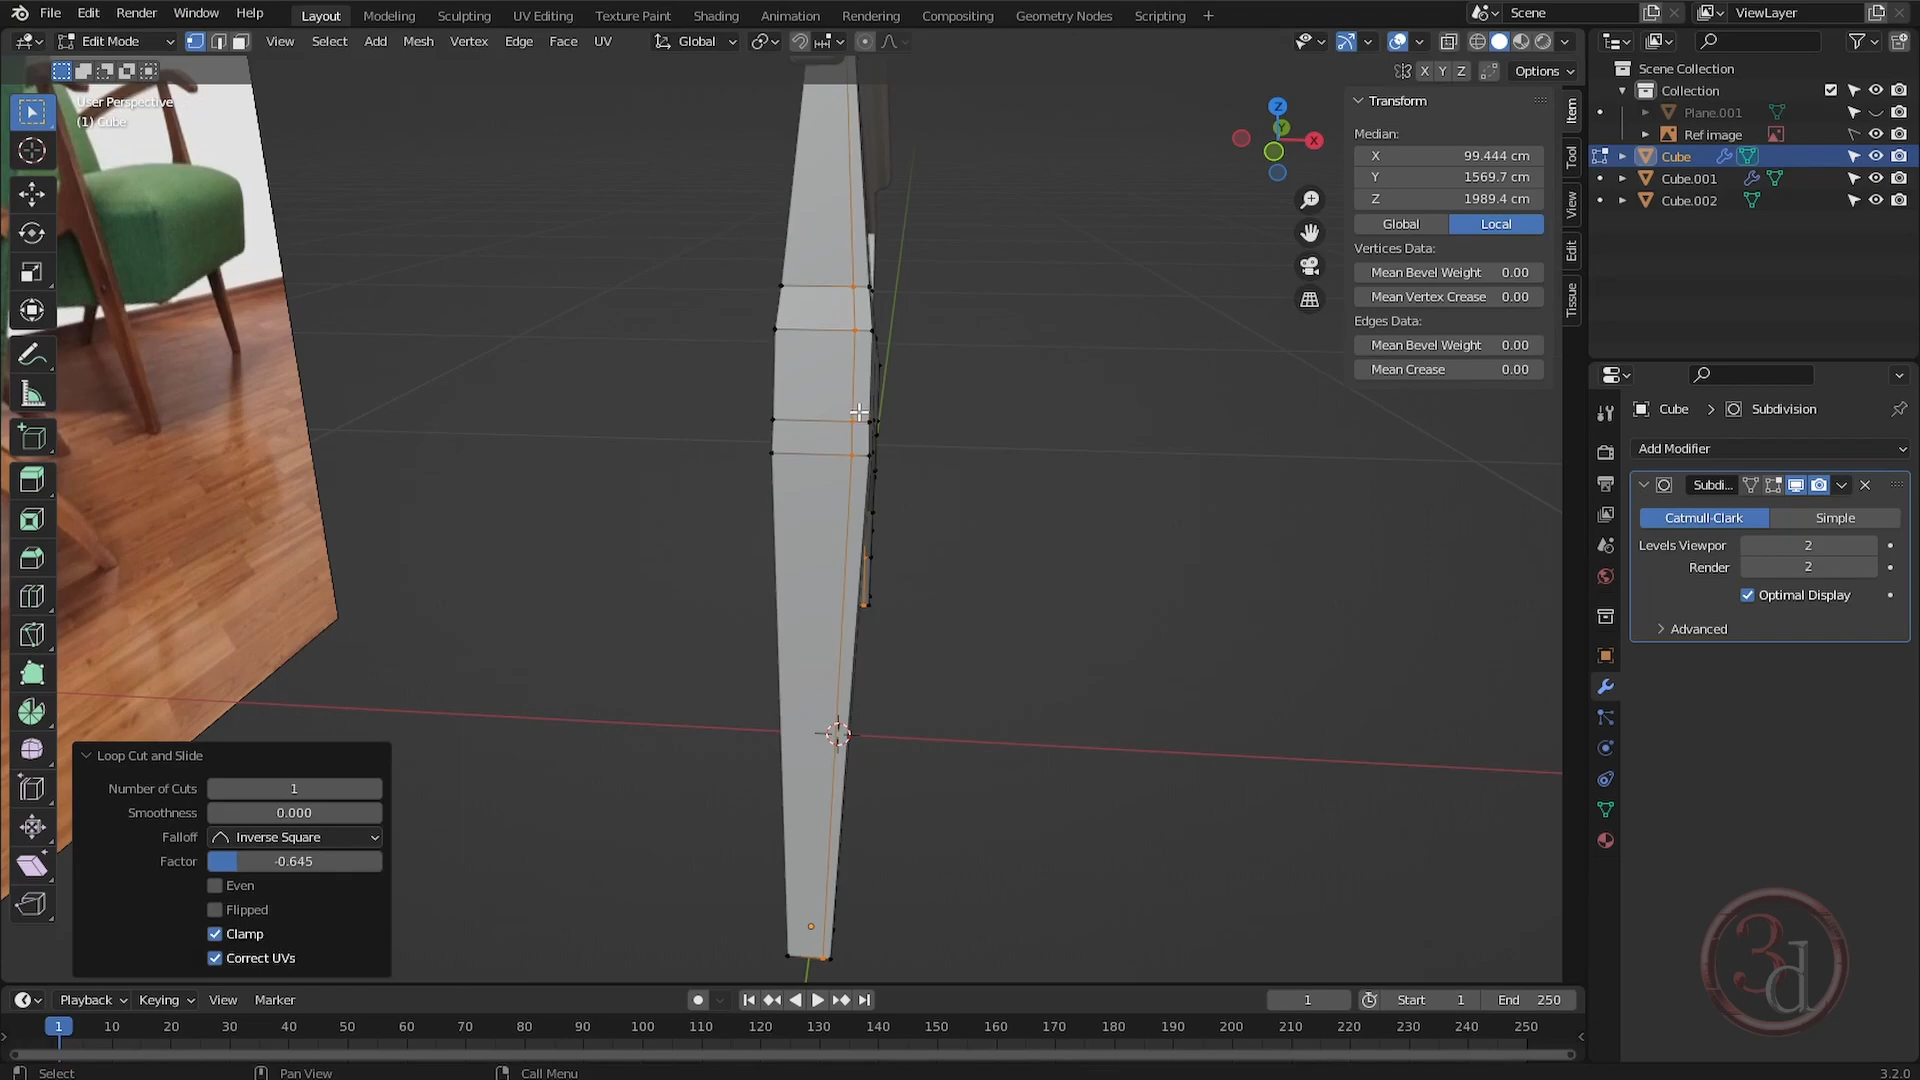 File Edit Render Window Help Layout Modeling Sculpting UV Editing Texture Paint Shading Animation Rendering Compositing Geometry Nodes Scripting + Scene ViewLayer
Edit Mode View Select Add Mesh Vertex Edge Face UV Global
X Y Z Options
User Perspective
(1) Cube
Z
Y
X
Transform
Median:
X 99.444 cm
Y 1569.7 cm
Z 1989.4 cm
Global Local
Vertices Data:
Mean Bevel Weight 0.00
Mean Vertex Crease 0.00
Edges Data:
Mean Bevel Weight 0.00
Mean Crease 0.00
Item
Tool
View
Edit
Tissue
Scene Collection
Collection
Plane.001
Ref image
Cube
Cube.001
Cube.002
Cube > Subdivision
Add Modifier
Subdi...
Catmull-Clark Simple
Levels Viewpor 2
Render 2
Optimal Display
Advanced
Loop Cut and Slide
Number of Cuts 1
Smoothness 0.000
Falloff Inverse Square
Factor -0.645
Even
Flipped
Clamp
Correct UVs
3d
Playback Keying View Marker 1 Start 1 End 250
1 10 20 30 40 50 60 70 80 90 100 110 120 130 140 150 160 170 180 190 200 210 220 230 240 250
Select Pan View Call Menu 3.2.0